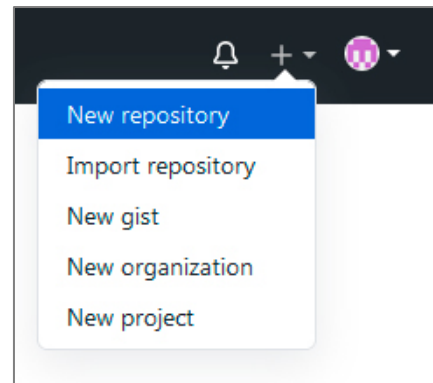 New repository
Import repository
New gist
New organization
New project